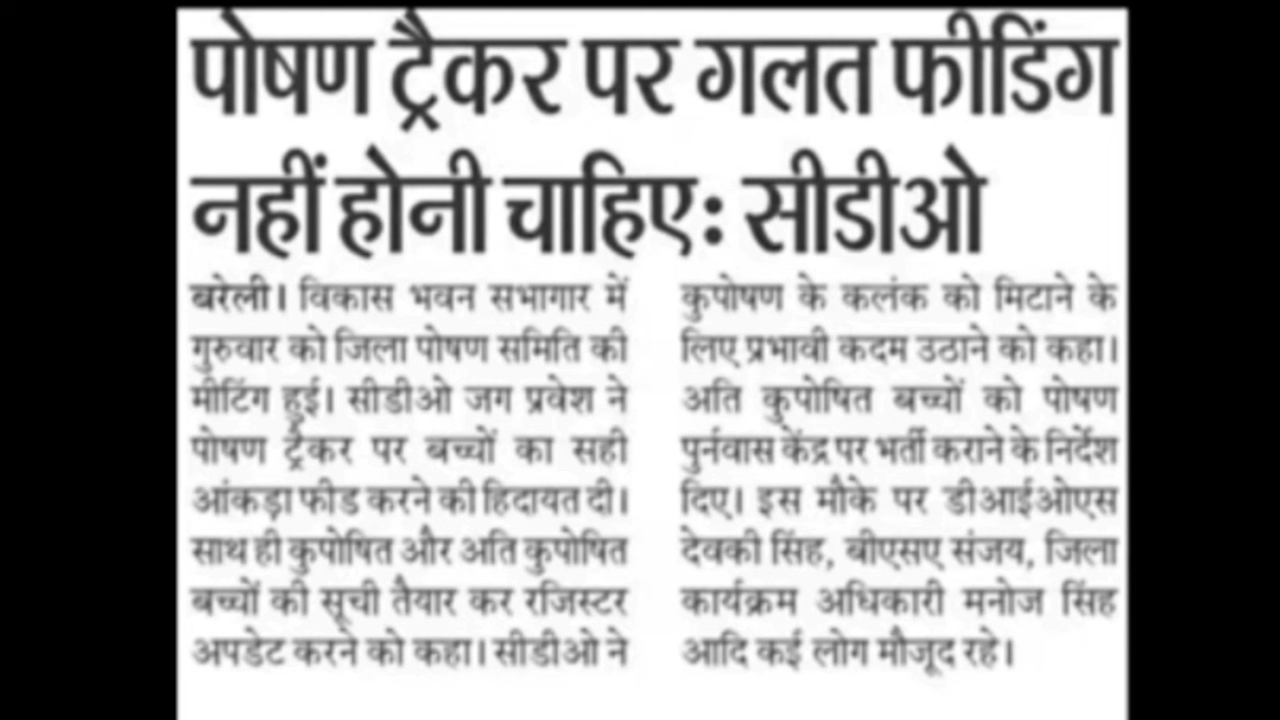 पोषण ट्रैकर पर गलत फीडिंग
नहीं होनी चाहिए: सीडीओ
बरेली। विकास भवन सभागार में
गुरुवार को जिला पोषण समिति की
मीटिंग हुई। सीडीओ जग प्रवेश ने
पोषण ट्रैकर पर बच्चों का सही
आंकड़ा फीड करने की हिदायत दी।
साथ ही कुपोषित और अति कुपोषित
बच्चों की सूची तैयार कर रजिस्टर
अपडेट करने को कहा। सीडीओ ने
कुपोषण के कलंक को मिटाने के
लिए प्रभावी कदम उठाने को कहा।
अति कुपोषित बच्चों को पोषण
पुर्नवास केंद्र पर भर्ती कराने के निर्देश
दिए। इस मौके पर डीआईओएस
देवकी सिंह, बीएसए संजय, जिला
कार्यक्रम अधिकारी मनोज सिंह
आदि कई लोग मौजूद रहे।